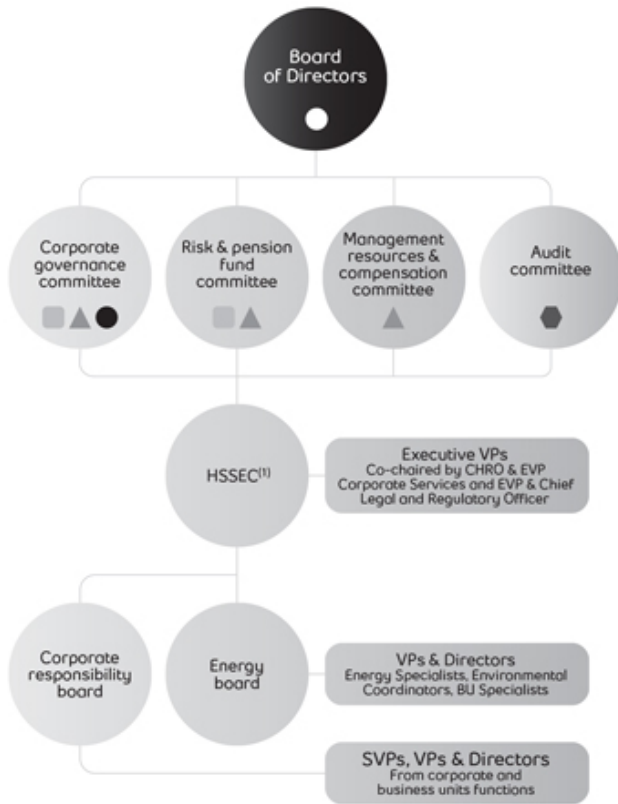 Board
of Directors
Corporate
governance
committee
Risk & pension
fund
committee
Management
resources &
compensation
committee
Audit
committee
HSSEC(1)
Executive VPs
Co-chaired by CHRO & EVP
Corporate Services and EVP & Chief
Legal and Regulatory Officer
Corporate
responsibility
board
Energy
board
VPs & Directors
Energy Specialists, Environmental
Coordinators, BU Specialists
SVPs, VPs & Directors
From corporate and
business units functions